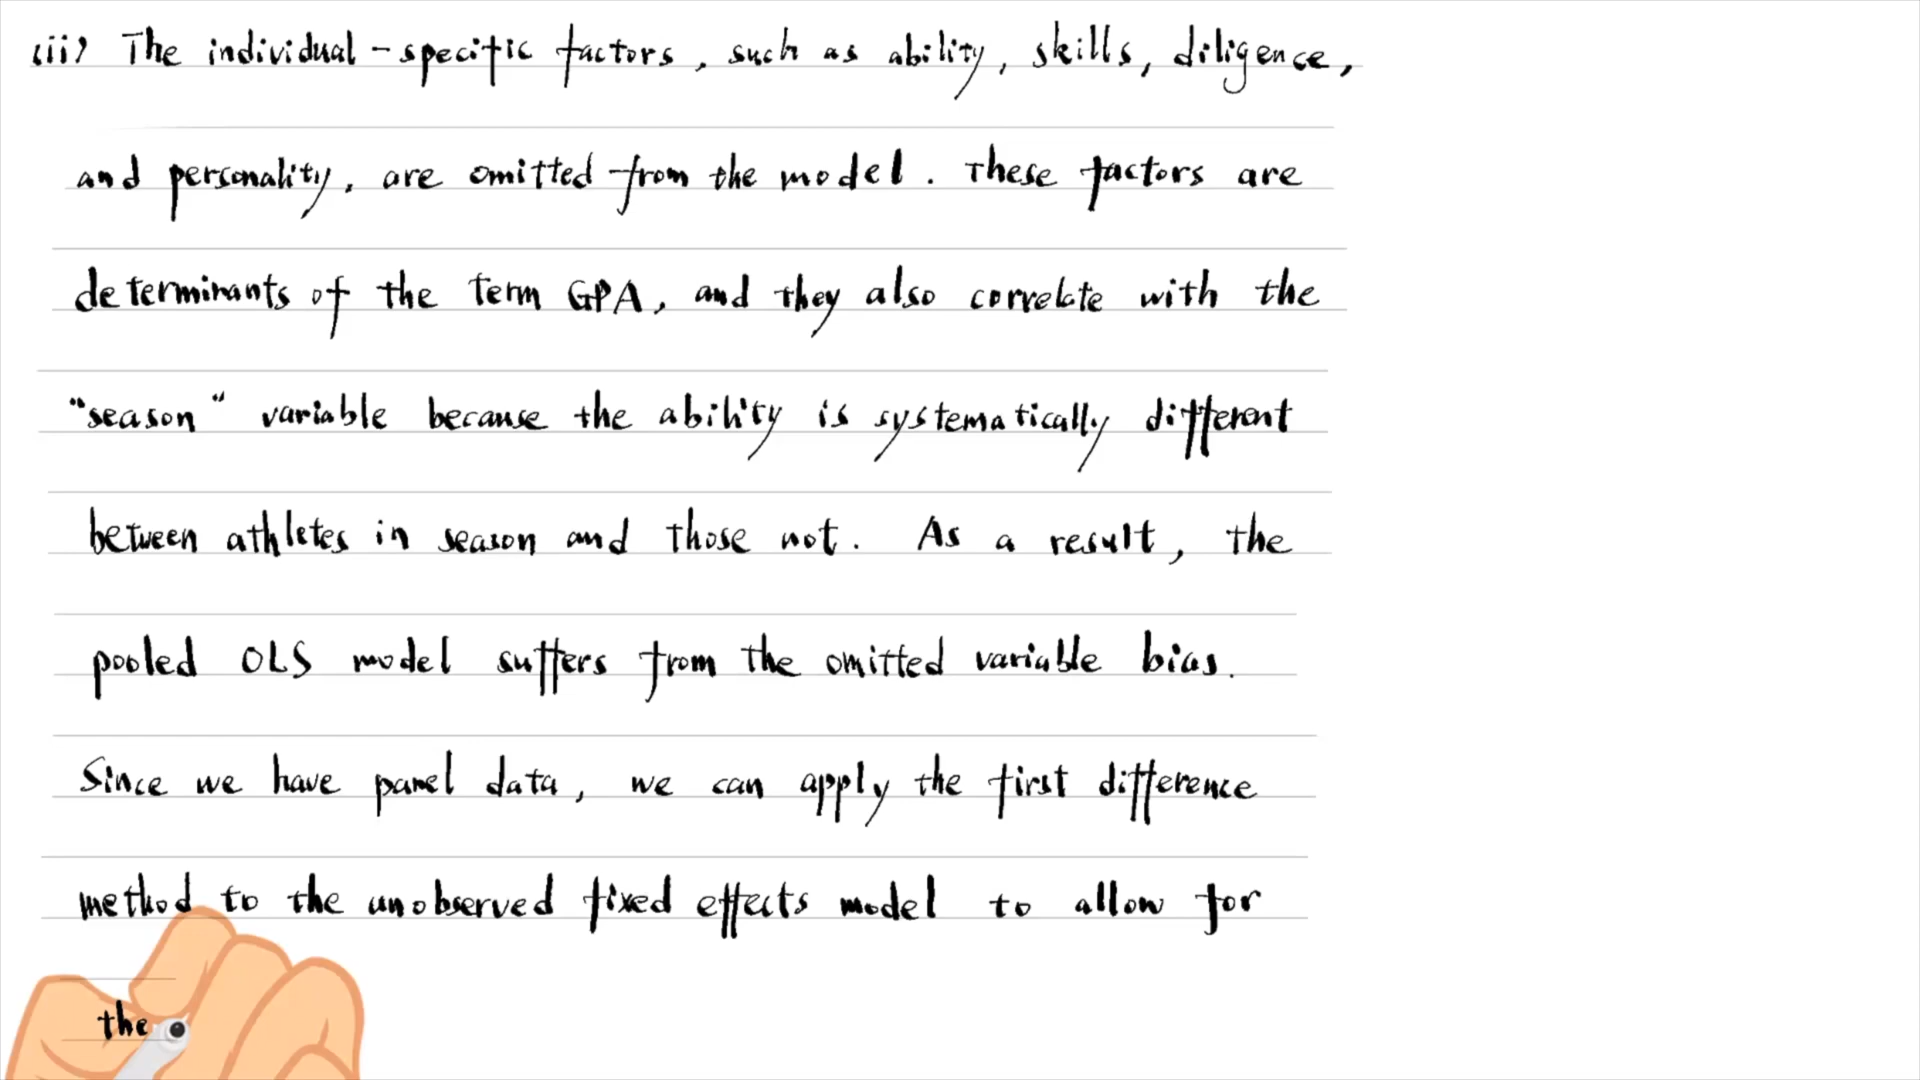 (ii) The individual-specific factors, such as ability, skills, diligence,
and personality, are omitted from the model. These factors are
determinants of the term GPA, and they also correlate with the
"season" variable because the ability is systematically different
between athletes in season and those not. As a result, the
pooled OLS model suffers from the omitted variable bias.
Since we have panel data, we can apply the first difference
method to the unobserved fixed effects model to allow for
the